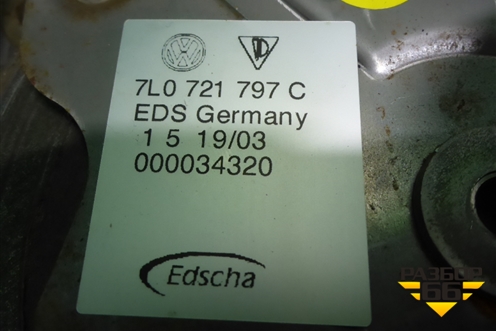 7L0 721 797 C
EDS Germany
1 5 19/03
000034320
Edscha
РАЗБОР
66